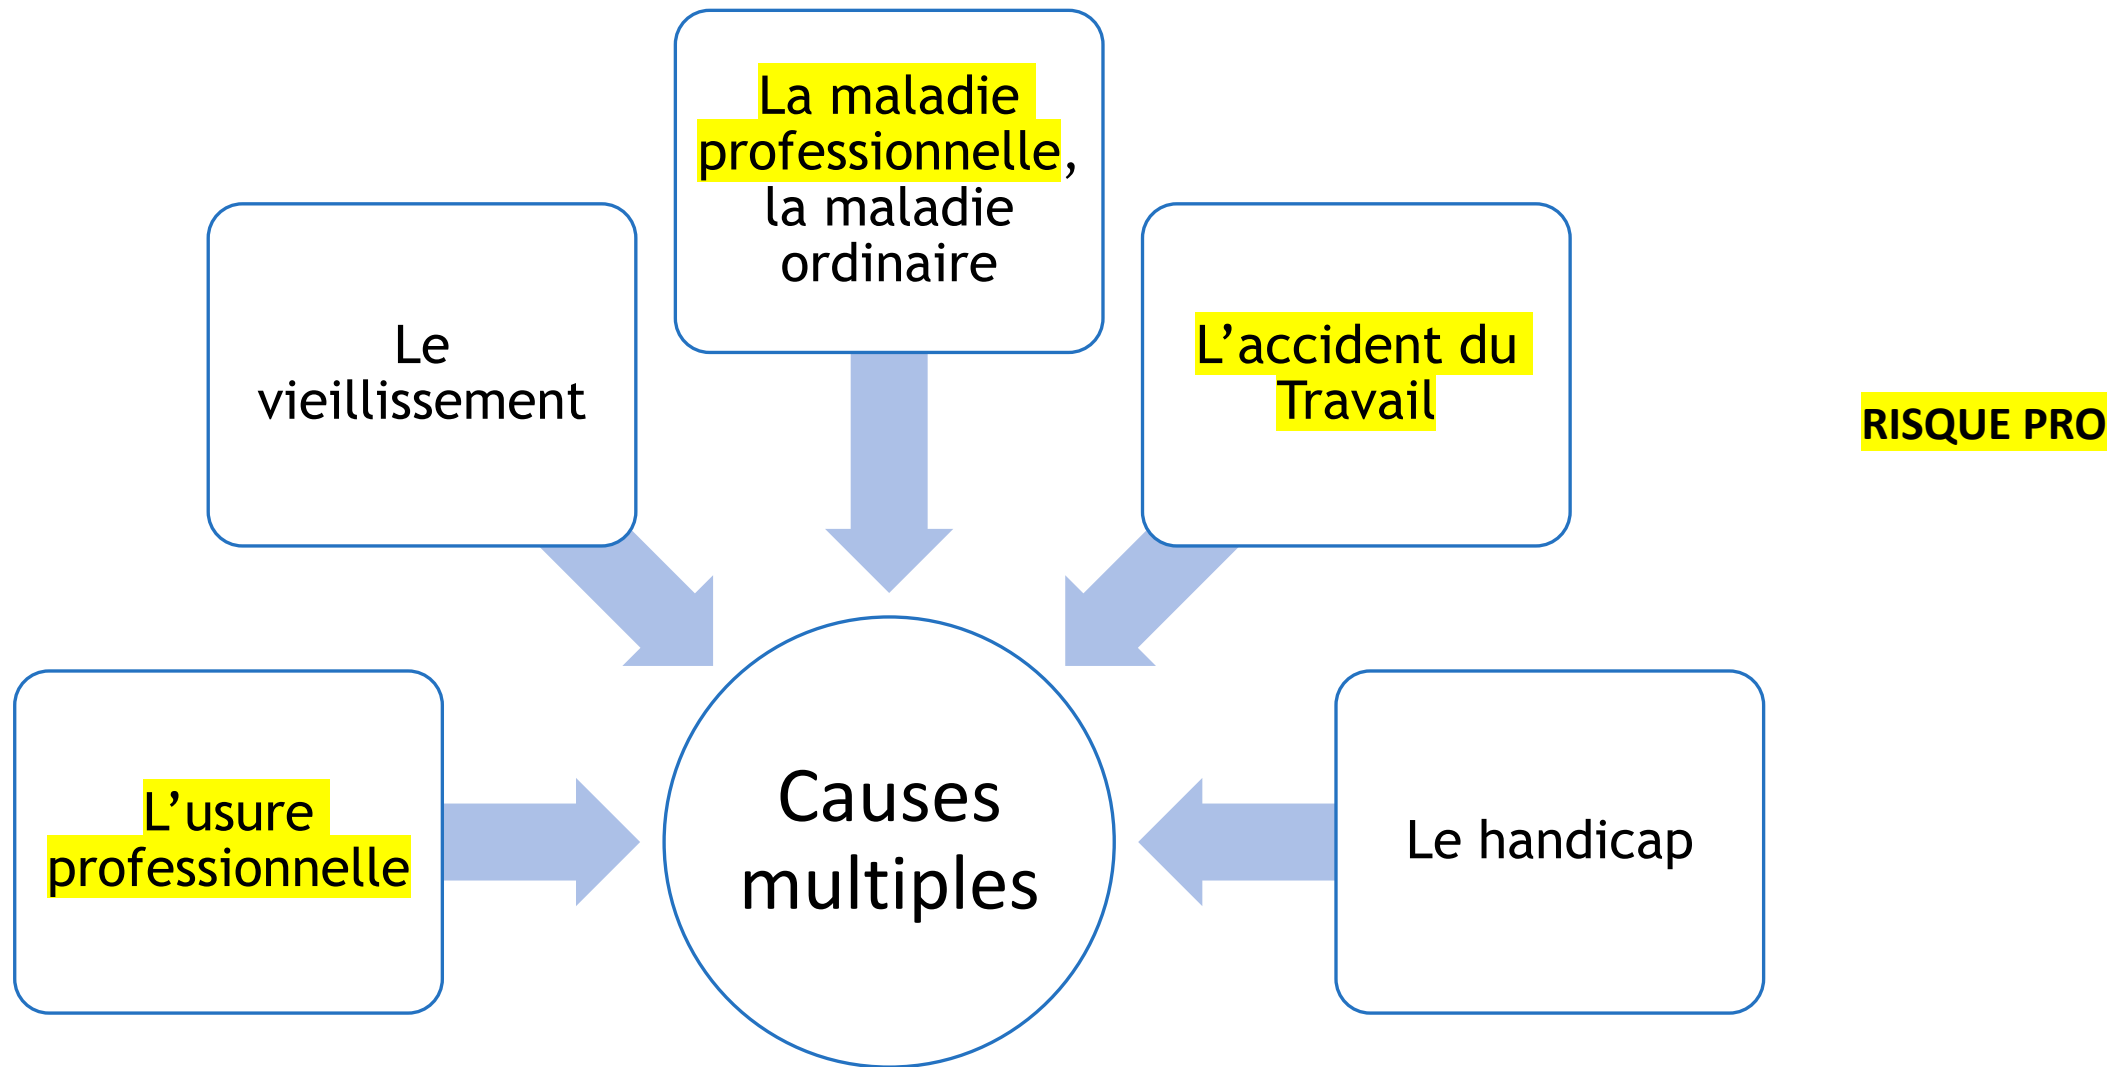 La maladie
professionnelle,
la maladie
ordinaire
Le
vieillissement
L’accident du
Travail
RISQUE PRO
L’usure
professionnelle
Causes
multiples
Le handicap